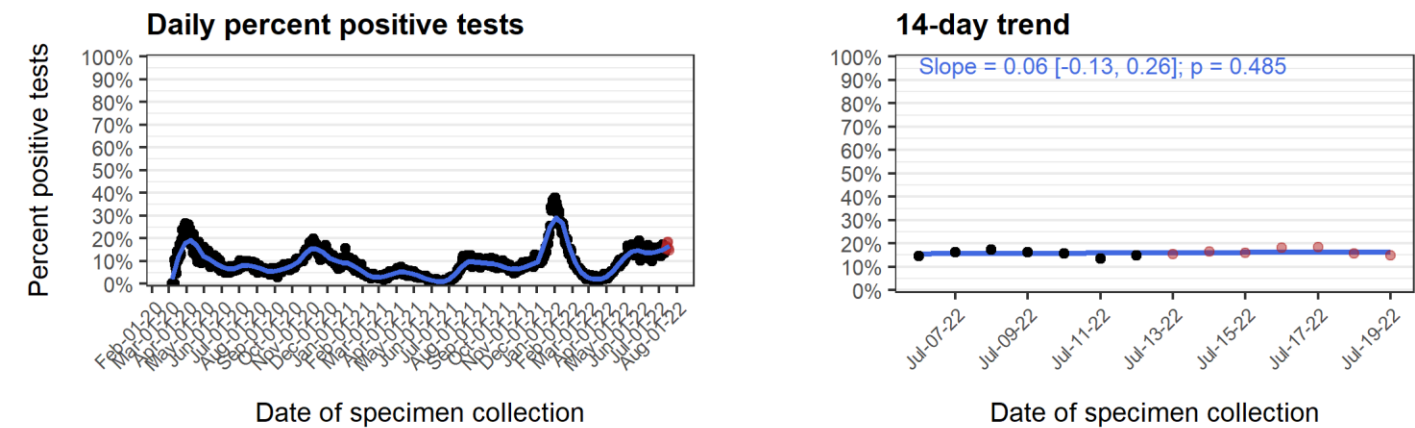 Daily percent positive tests
Percent positive tests
100%
90%
80%
70%
60%
50%
40%
30%
20%
10%
0%
Feb-01-20
Mar-01-20
Apr-01-20
May-01-20
Jun-01-20
Jul-01-20
Aug-01-20
Sep-01-20
Oct-01-20
Nov-01-20
Dec-01-20
Jan-01-21
Feb-01-21
Mar-01-21
Apr-01-21
May-01-21
Jun-01-21
Jul-01-21
Aug-01-21
Sep-01-21
Oct-01-21
Nov-01-21
Dec-01-21
Jan-01-22
Feb-01-22
Mar-01-22
Apr-01-22
May-01-22
Jun-01-22
Jul-01-22
Aug-01-22
Date of specimen collection
14-day trend
Slope = 0.06 [-0.13, 0.26]; p = 0.485
100%
90%
80%
70%
60%
50%
40%
30%
20%
10%
0%
Jul-07-22
Jul-09-22
Jul-11-22
Jul-13-22
Jul-15-22
Jul-17-22
Jul-19-22
Date of specimen collection